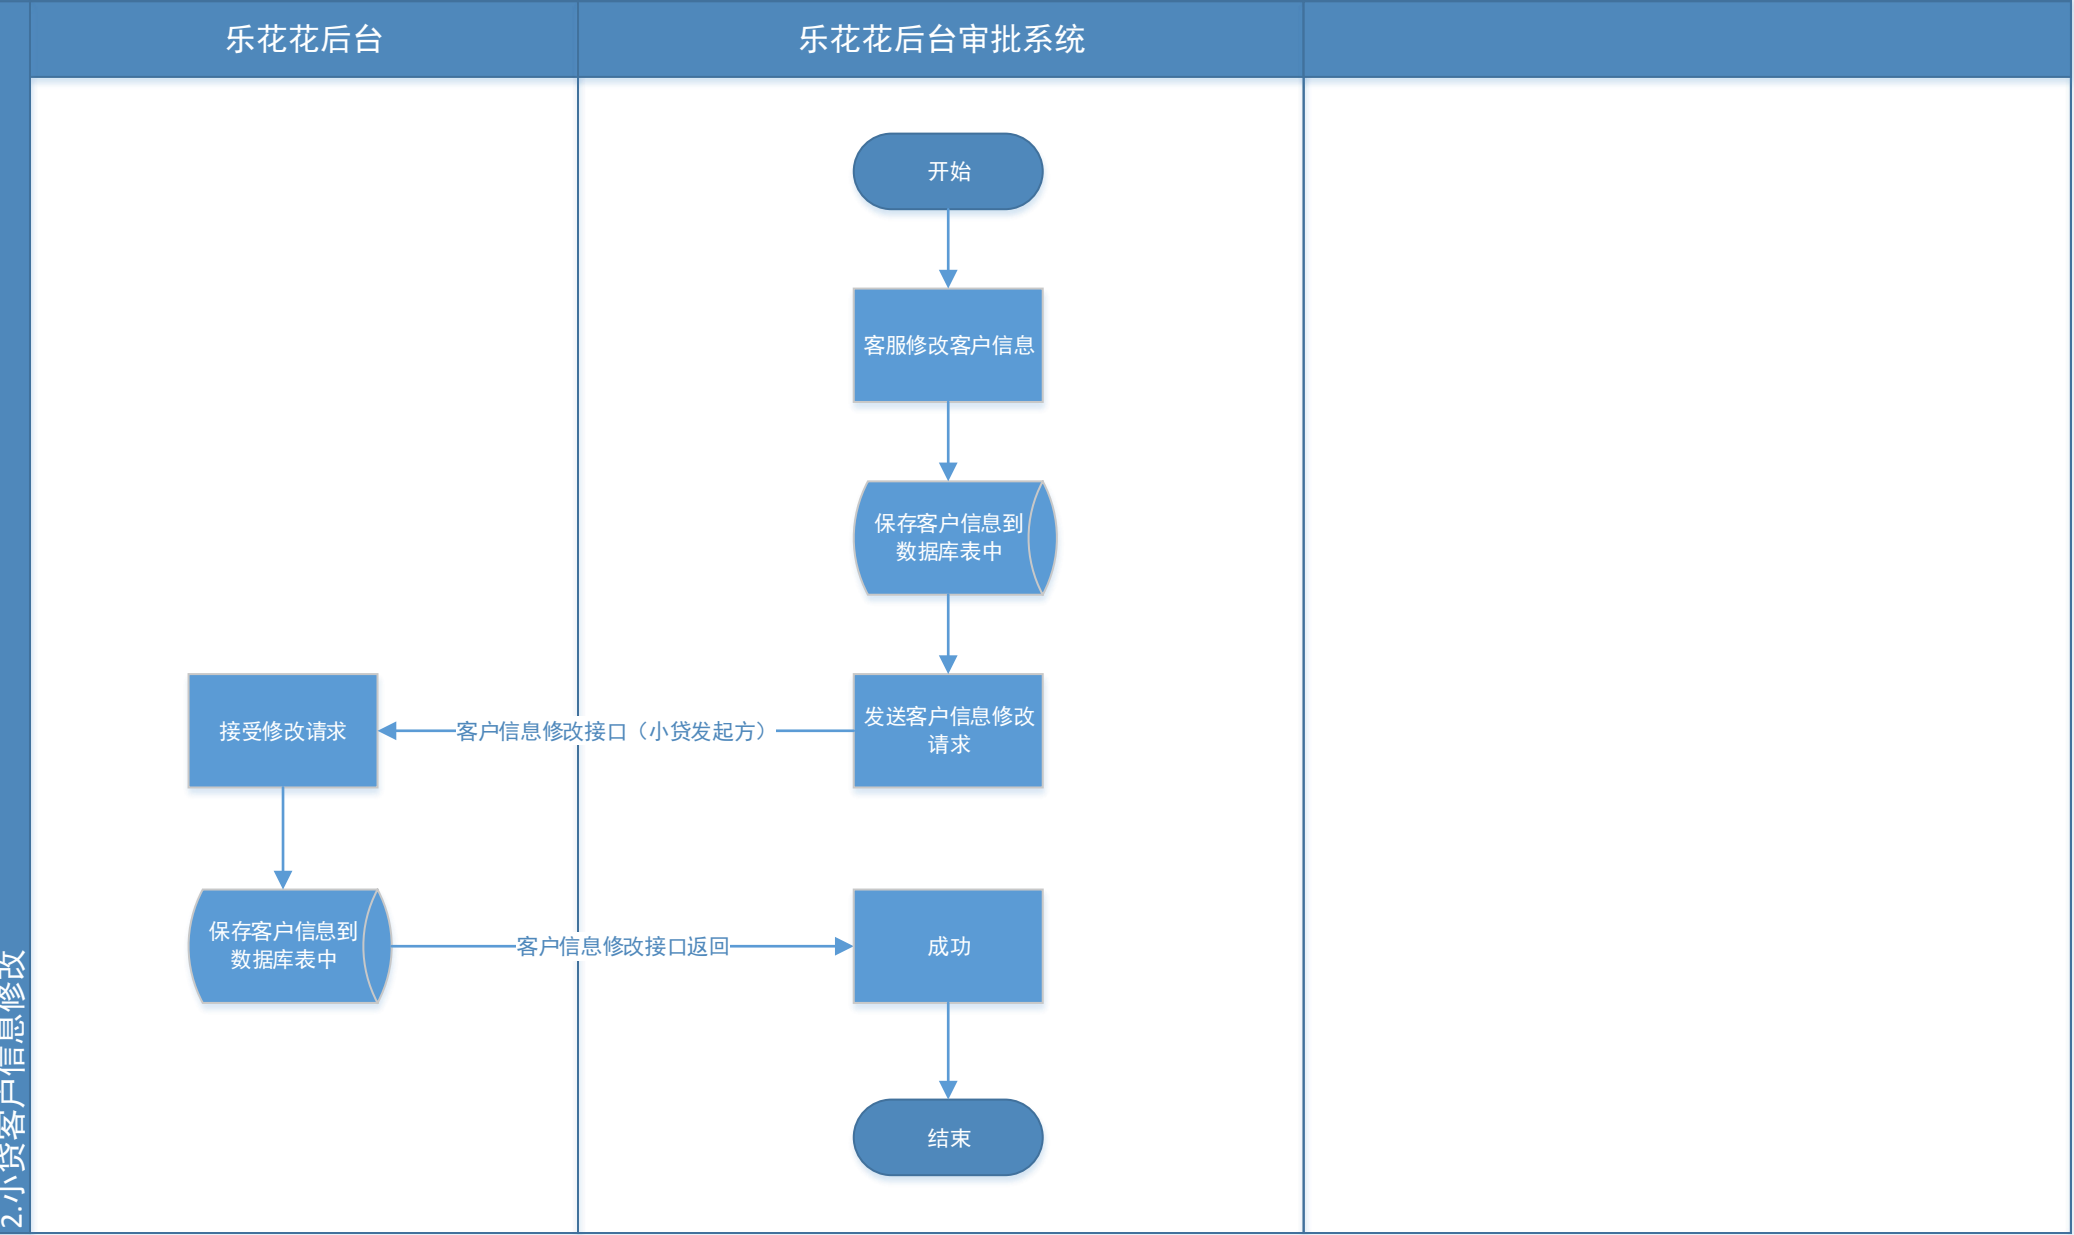 乐花花后台
乐花花后台审批系统
2.小贷客户信息修改
开始
客服修改客户信息
保存客户信息到
数据库表中
发送客户信息修改
请求
客户信息修改接口（小贷发起方）
接受修改请求
保存客户信息到
数据库表中
客户信息修改接口返回
成功
结束